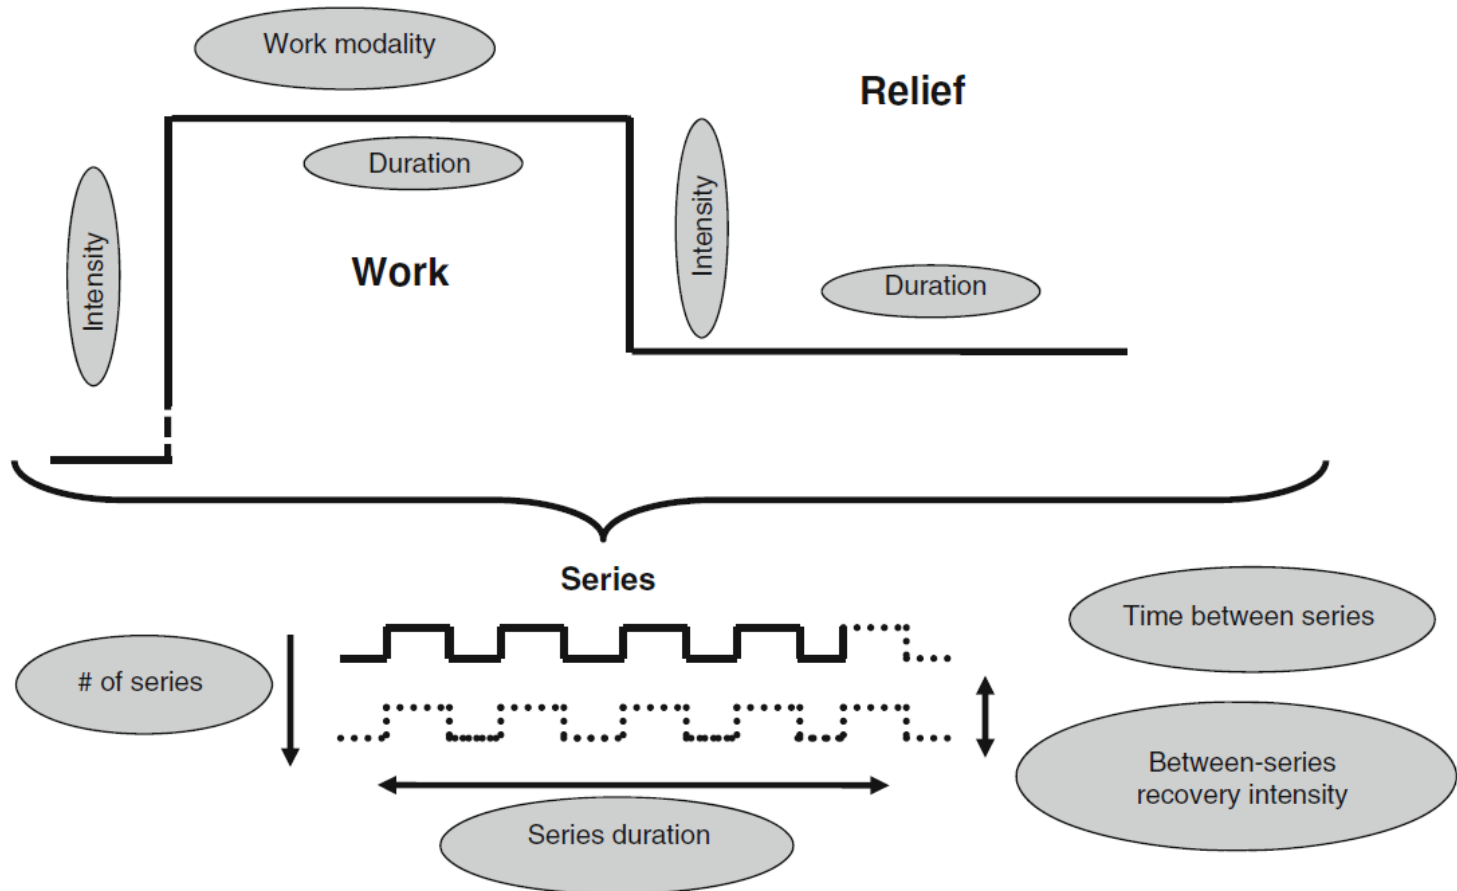 Work modality
Relief
Duration
Intensity
Work
Intensity
Duration
Series
Time between series
# of series
Between-series
recovery intensity
Series duration